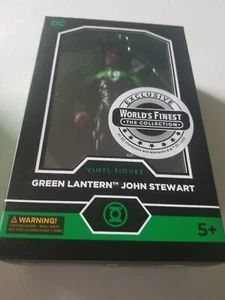 DC
EXCLUSIVE
WORLD'S FINEST
THE COLLECTION
VINYL FIGURE
GREEN LANTERN™ JOHN STEWART
WARNING!
5+